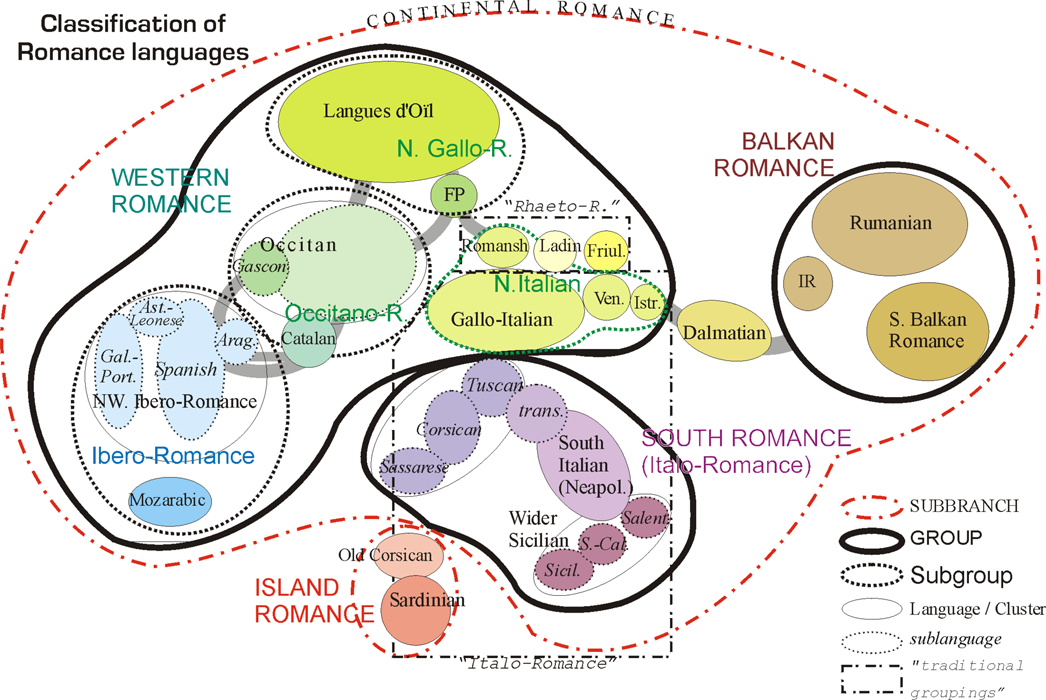 CONTINENTAL ROMANCE
Classification of
Romance languages
Langues d'Oïl
N. Gallo-R.
FP
WESTERN
ROMANCE
BALKAN
ROMANCE
"Rhaeto-R."
Romansh
Ladin
Friul.
Occitan
Gascon
N.Italian
Gallo-Italian
Ven.
Istr.
Occitano-R.
Catalan
Dalmatian
Rumanian
IR
S. Balkan
Romance
Ast.-
Leonese
Arag.
Gal.-
Port.
Spanish
NW. Ibero-Romance
Ibero-Romance
Mozarabic
Tuscan
trans.
Corsican
Sassarese
South
Italian
(Neapol.)
SOUTH ROMANCE
(Italo-Romance)
Wider
Sicilian
Salent.
S.-Cal.
Sicil.
Old Corsican
ISLAND
ROMANCE
Sardinian
"Italo-Romance"
SUBBRANCH
GROUP
Subgroup
Language / Cluster
sublanguage
"traditional
groupings"